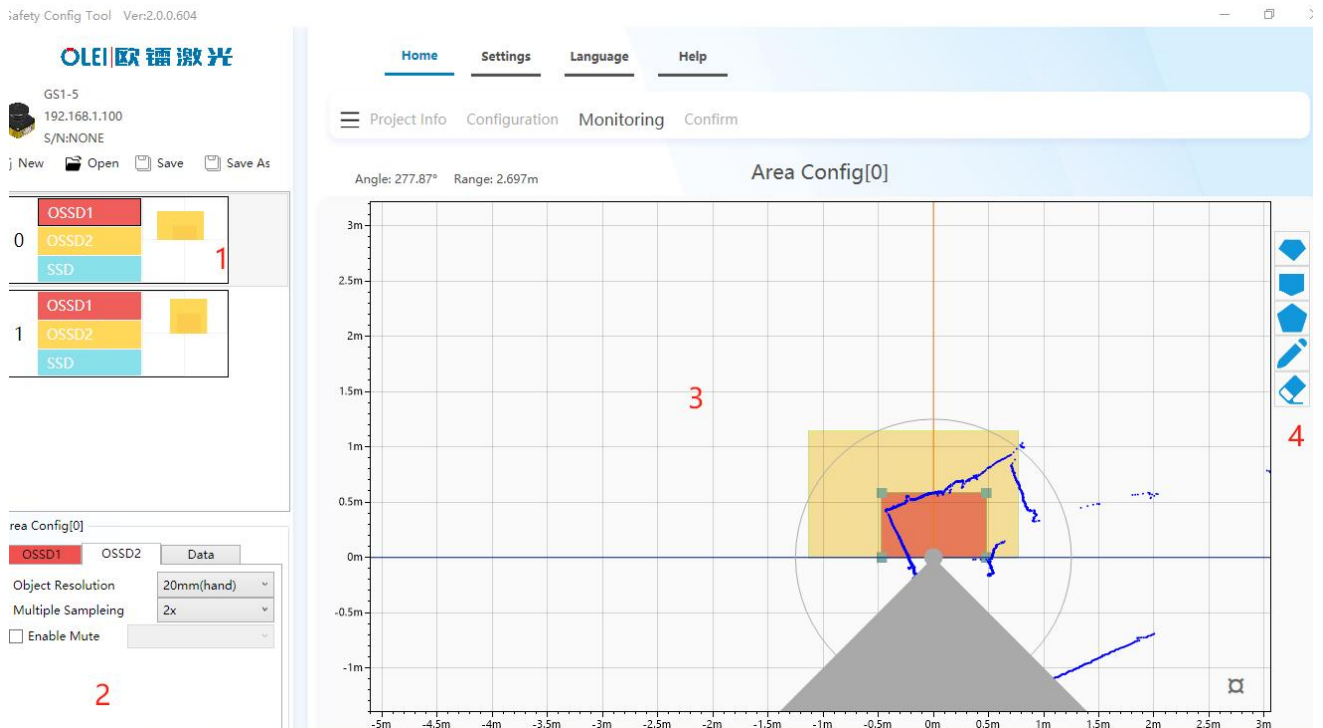 Safety Config Tool Ver:2.0.0.604
OLEI欧镭激光
GS1-5
192.168.1.100
S/N:NONE
New Open Save Save As
Home Settings Language Help
Project Info Configuration Monitoring Confirm
Angle: 277.87° Range: 2.697m
Area Config[0]
0
OSSD1
OSSD2
SSD
1
1
OSSD1
OSSD2
SSD
rea Config[0]
OSSD1 OSSD2 Data
Object Resolution 20mm(hand)
Multiple Sampleing 2x
Enable Mute
2
3m
2.5m
2m
1.5m
1m
0.5m
0m
-0.5m
-1m
3
4
-5m -4.5m -4m -3.5m -3m -2.5m -2m -1.5m -1m -0.5m 0m 0.5m 1m 1.5m 2m 2.5m 3m